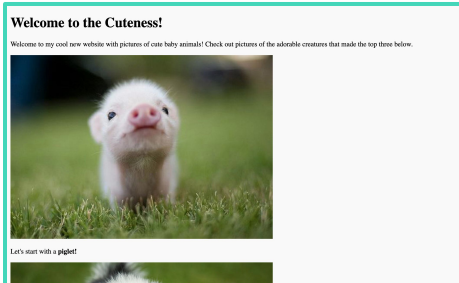 Welcome to the Cuteness!
Welcome to my cool new website with pictures of cute baby animals! Check out pictures of the adorable creatures that made the top three below.
Let's start with a piglet!